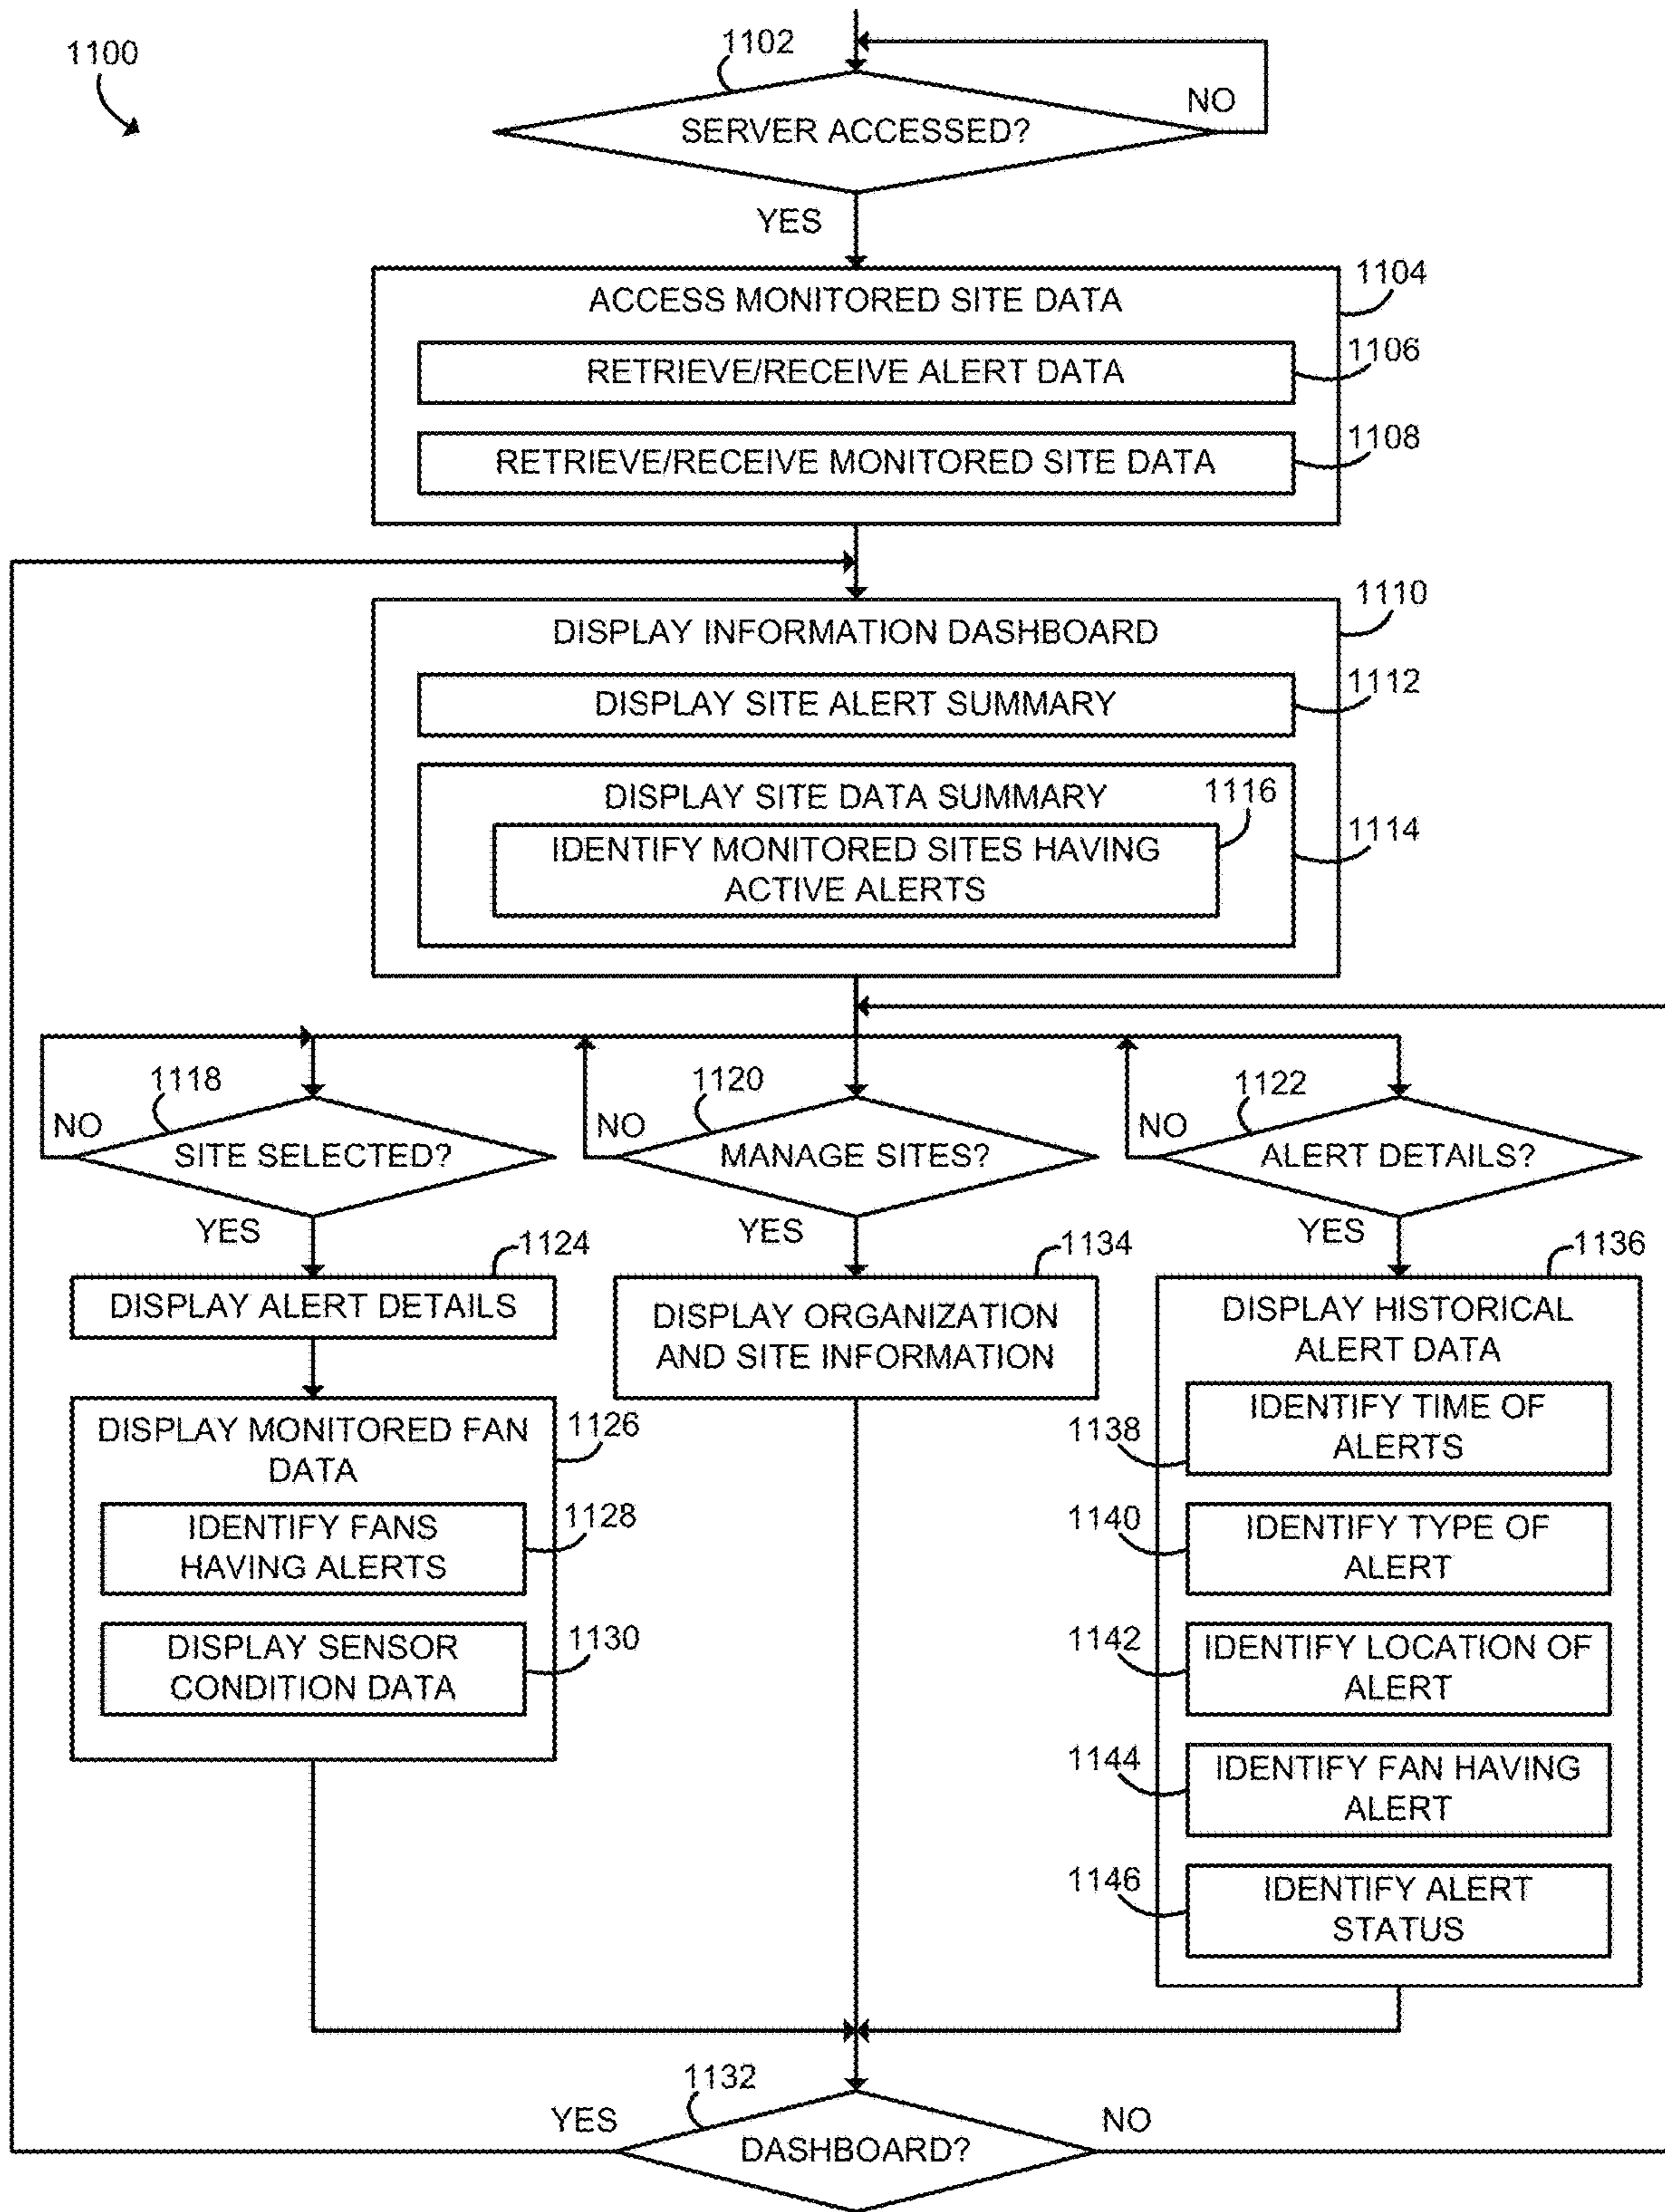 1100
1102
SERVER ACCESSED?
NO
YES
1104
ACCESS MONITORED SITE DATA
1106
RETRIEVE/RECEIVE ALERT DATA
1108
RETRIEVE/RECEIVE MONITORED SITE DATA
1110
DISPLAY INFORMATION DASHBOARD
1112
DISPLAY SITE ALERT SUMMARY
1114
DISPLAY SITE DATA SUMMARY
1116
IDENTIFY MONITORED SITES HAVING
ACTIVE ALERTS
1118
NO
SITE SELECTED?
YES
1120
NO
MANAGE SITES?
YES
1122
NO
ALERT DETAILS?
YES
1124
DISPLAY ALERT DETAILS
1126
DISPLAY MONITORED FAN
DATA
1128
IDENTIFY FANS
HAVING ALERTS
1130
DISPLAY SENSOR
CONDITION DATA
1134
DISPLAY ORGANIZATION
AND SITE INFORMATION
1136
DISPLAY HISTORICAL
ALERT DATA
1138
IDENTIFY TIME OF
ALERTS
1140
IDENTIFY TYPE OF
ALERT
1142
IDENTIFY LOCATION OF
ALERT
1144
IDENTIFY FAN HAVING
ALERT
1146
IDENTIFY ALERT
STATUS
1132
YES
DASHBOARD?
NO